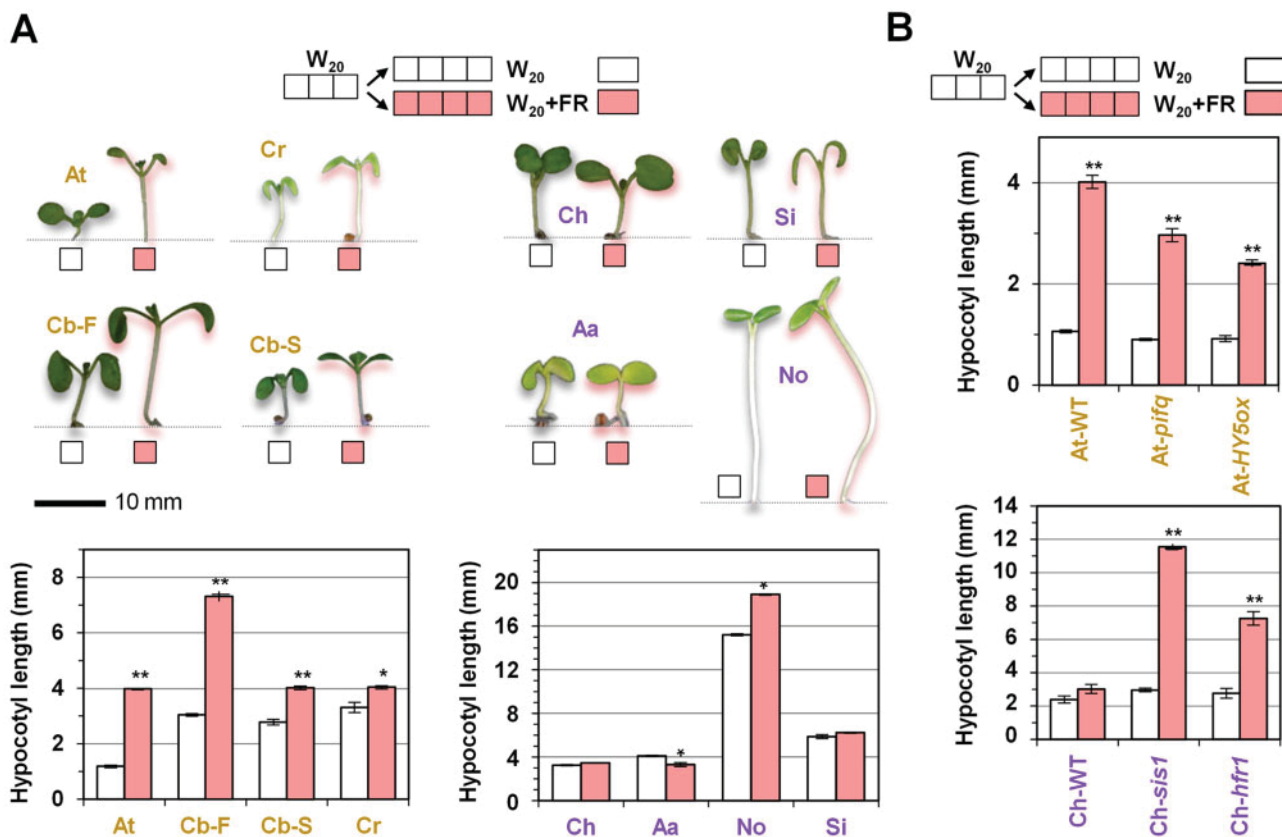 A
W20
W20
W20+FR
At
Cr
Ch
Si
Cb-F
Cb-S
Aa
No
10 mm
Hypocotyl length (mm)
8
6
4
2
0
**
**
**
*
At Cb-F Cb-S Cr
Hypocotyl length (mm)
20
16
12
8
4
0
*
*
Ch Aa No Si
B
W20
W20
W20+FR
Hypocotyl length (mm)
4
2
0
**
**
**
At-WT
At-pifq
At-HY5ox
Hypocotyl length (mm)
14
12
10
8
6
4
2
0
**
**
Ch-WT
Ch-sis1
Ch-hfr1